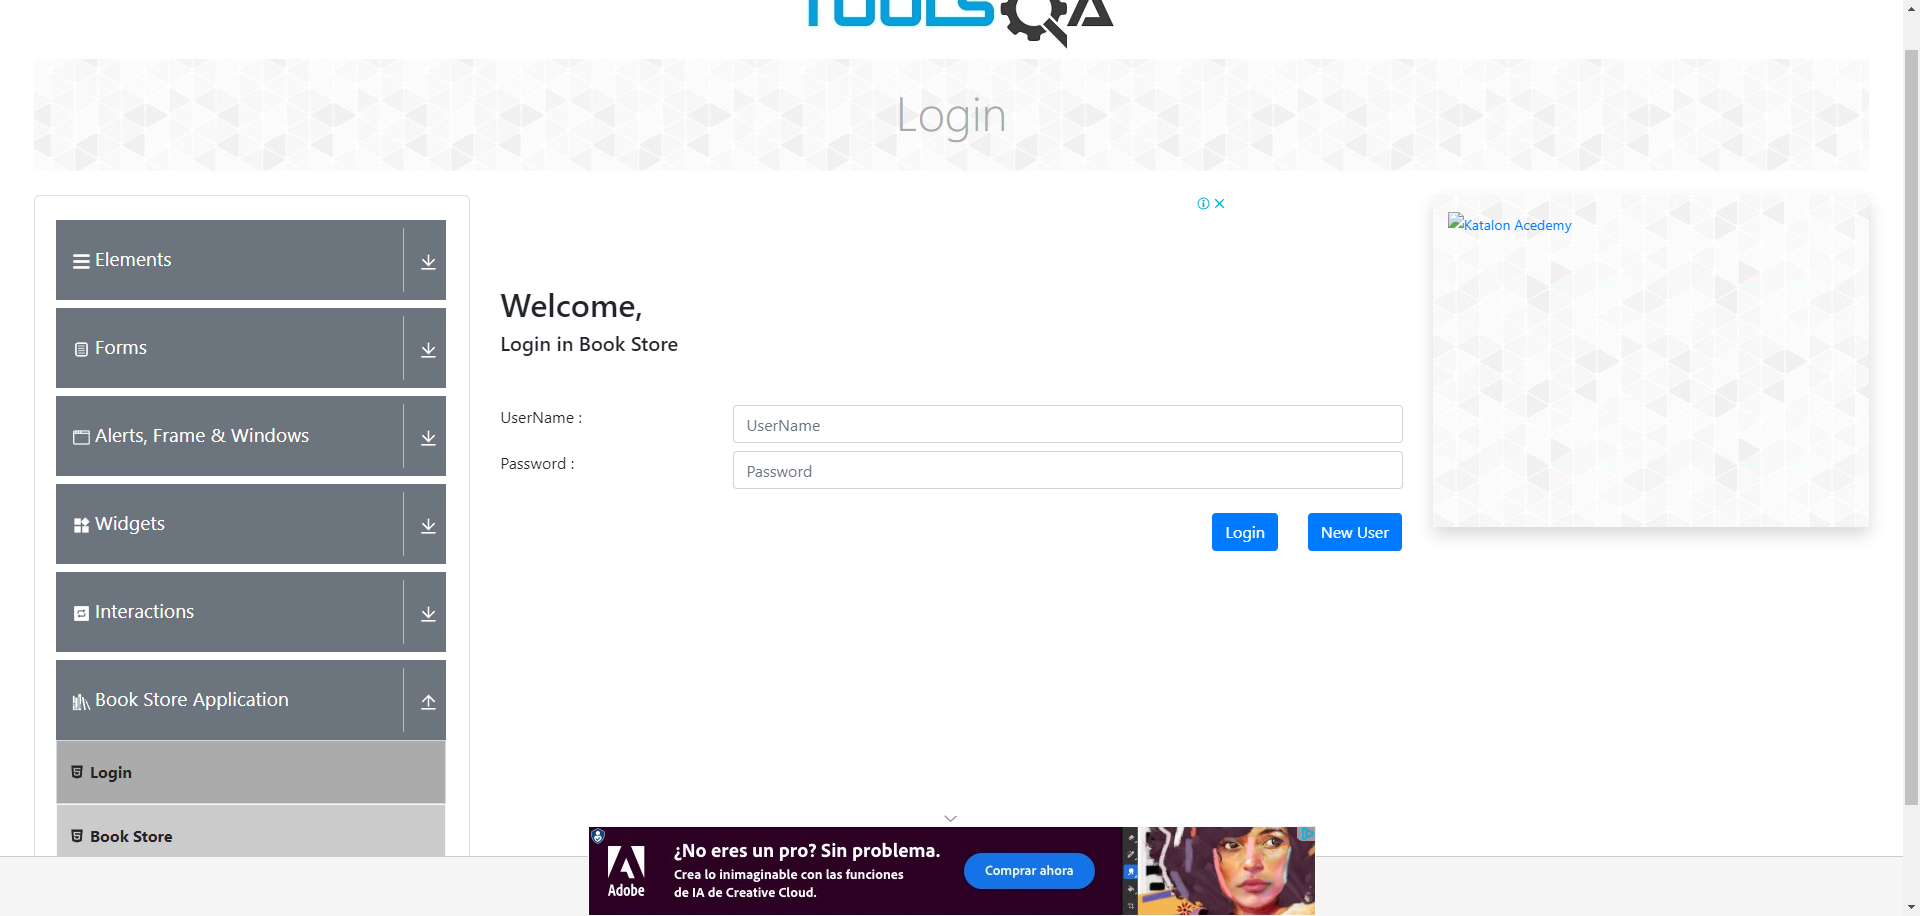 TOOLSQA
Login
Elements
Forms
Alerts, Frame & Windows
Widgets
Interactions
Book Store Application
Login
Book Store
Welcome,
Login in Book Store
UserName :
UserName
Password :
Password
Login
New User
Katalon Acedemy
Adobe
¿No eres un pro? Sin problema.
Crea lo inimaginable con las funciones
de IA de Creative Cloud.
Comprar ahora